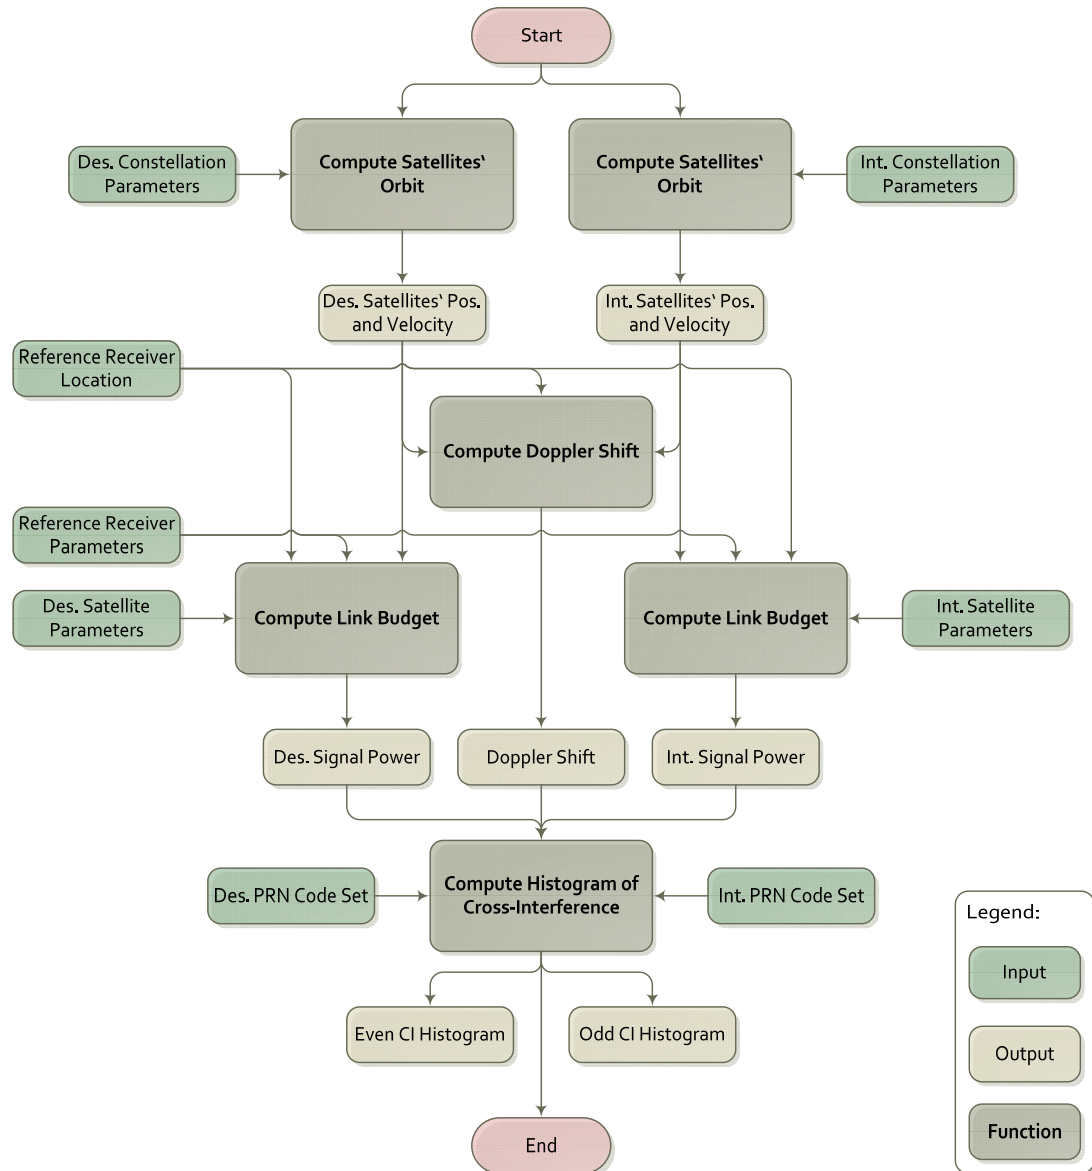 Start
Des. Constellation
Parameters
Compute Satellites‘
Orbit
Compute Satellites‘
Orbit
Int. Constellation
Parameters
Des. Satellites‘ Pos.
and Velocity
Int. Satellites‘ Pos.
and Velocity
Reference Receiver
Location
Compute Doppler Shift
Reference Receiver
Parameters
Des. Satellite
Parameters
Compute Link Budget
Compute Link Budget
Int. Satellite
Parameters
Des. Signal Power
Doppler Shift
Int. Signal Power
Des. PRN Code Set
Compute Histogram of
Cross-Interference
Int. PRN Code Set
Even CI Histogram
Odd CI Histogram
End
Legend:
Input
Output
Function